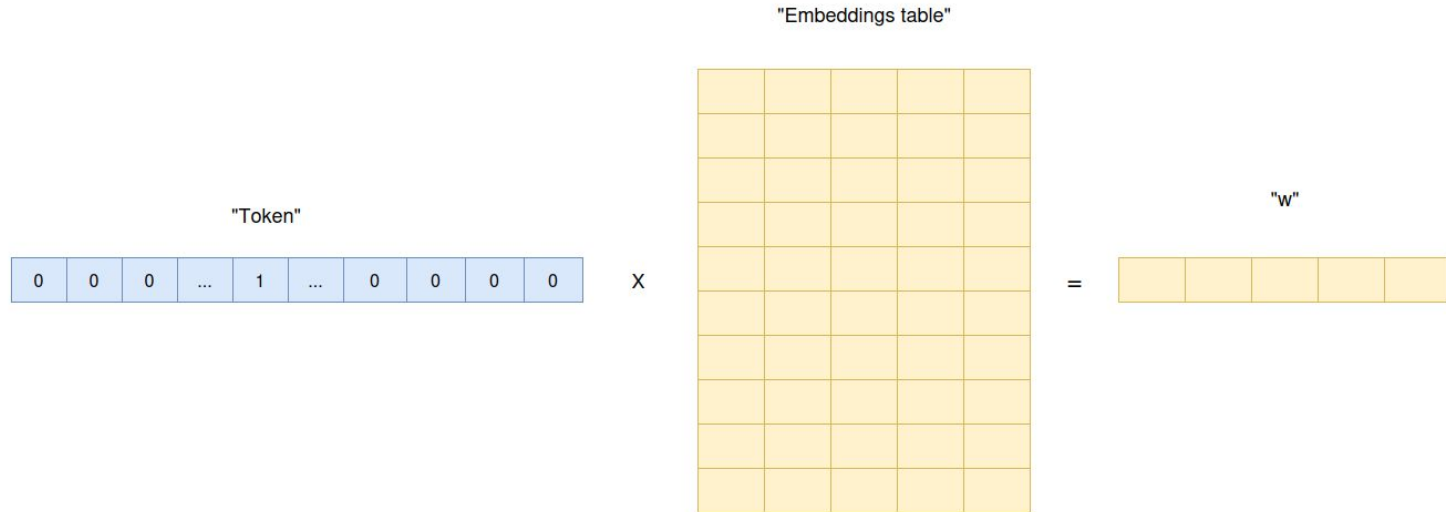 "Embeddings table"
"Token"
"w"
0 0 0 ... 1 ... 0 0 0 0
X
=